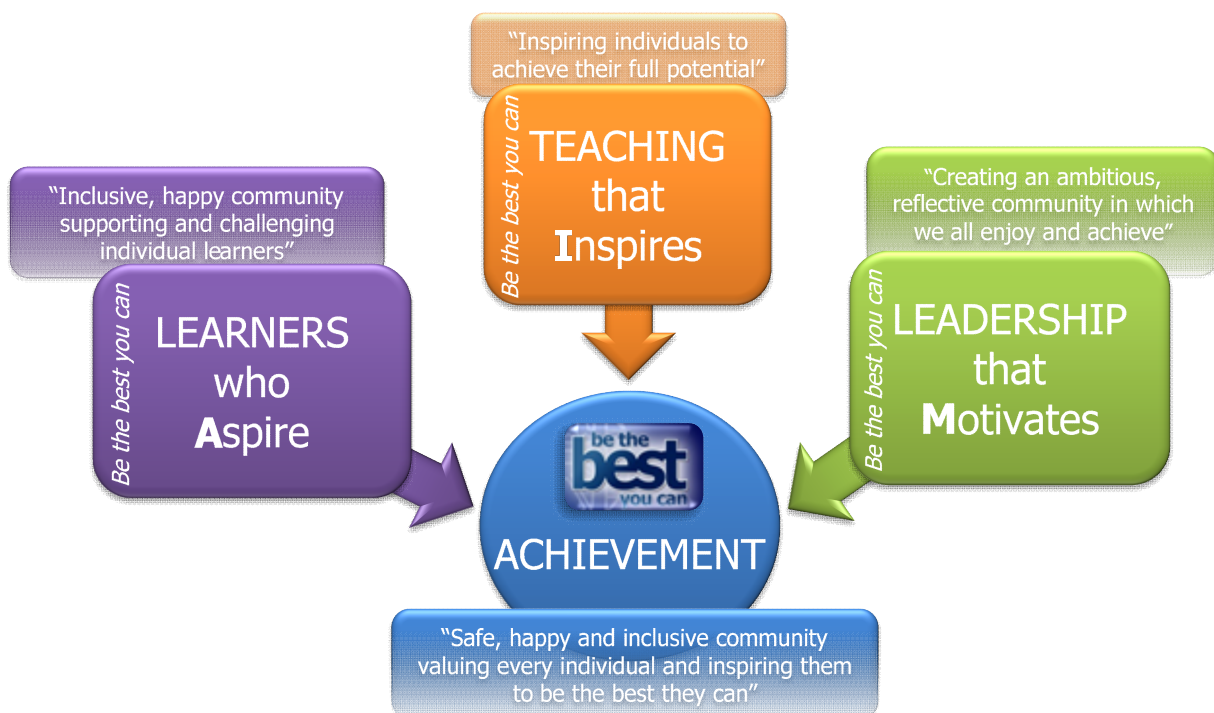 “Inspiring individuals to
achieve their full potential”
Be the best you can
TEACHING
that
Inspires
“Inclusive, happy community
supporting and challenging
individual learners”
Be the best you can
LEARNERS
who
Aspire
“Creating an ambitious,
reflective community in which
we all enjoy and achieve”
Be the best you can
LEADERSHIP
that
Motivates
be the
best
you can
ACHIEVEMENT
“Safe, happy and inclusive community
valuing every individual and inspiring them
to be the best they can”